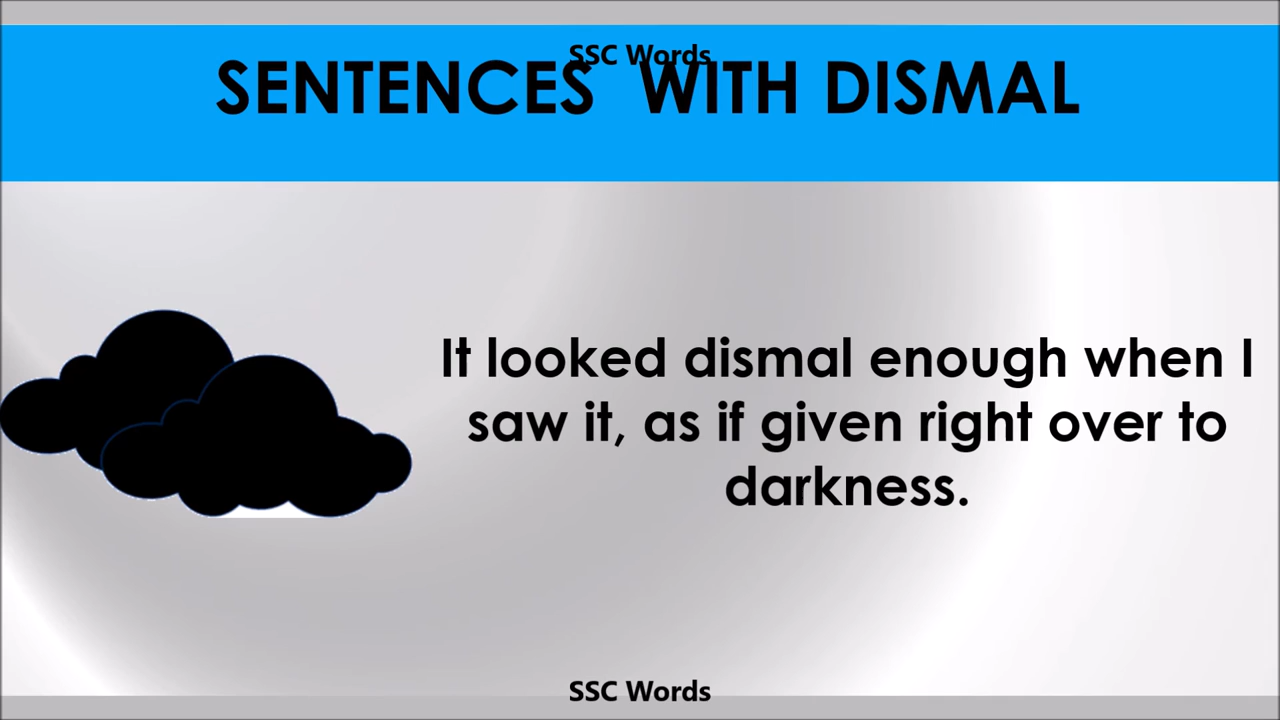 SSC Words
SENTENCES WITH DISMAL
It looked dismal enough when I
saw it, as if given right over to
darkness.
SSC Words